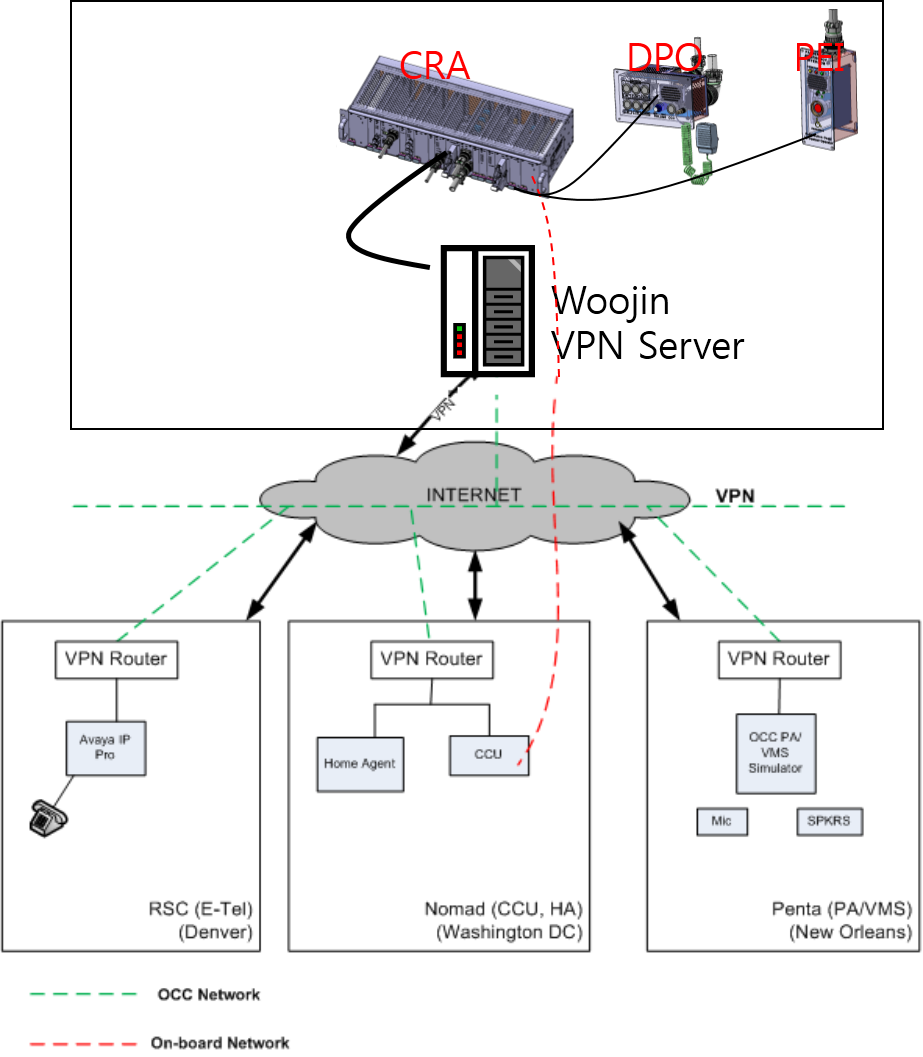 CRA
DPO
PEI
Woojin
VPN Server
VPN
INTERNET
VPN
VPN Router
Avaya IP
Pro
RSC (E-Tel)
(Denver)
VPN Router
Home Agent
CCU
Nomad (CCU, HA)
(Washington DC)
VPN Router
OCC PA/
VMS
Simulator
Mic
SPKRS
Penta (PA/VMS)
(New Orleans)
OCC Network
On-board Network